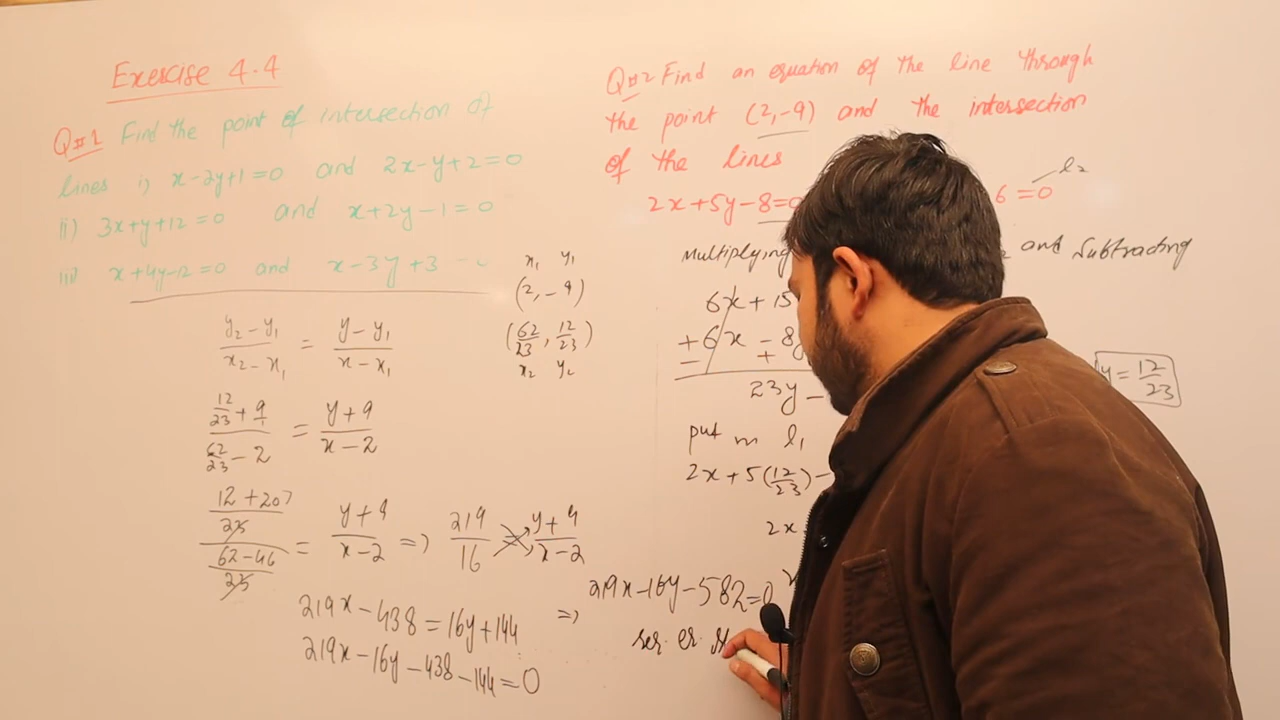 Exercise 4.4
Q#1 Find the point of intersection of
lines i) x-2y+1=0 and 2x-y+2=0
ii) 3x+y+12=0 and x+2y-1=0
iii) x+4y-12=0 and x-3y+3
y₂-y₁/x₂-x₁ = y-y₁/x-x₁
x₁ y₁
(2,-9)
(62/23, 12/23)
x₂ y₂
12/23 + 9/1 / 62/23 - 2 = y+9/x-2
12+207/23 / 62-46/23 = y+9/x-2 => 219/16 y+9/x-2
219x-438=16y+144
219x-16y-438-144=0
=> 219x-16y-582=0
Q#2 Find an equation of the line through
the point (2,-9) and the intersection
of the lines
2x+5y-8=0 6=0 l₂
Multiplying and Subtracting
6x+15
+6x-8y
- +
23y- y=12/23
put in l₁
2x+5(12/23)-
2x